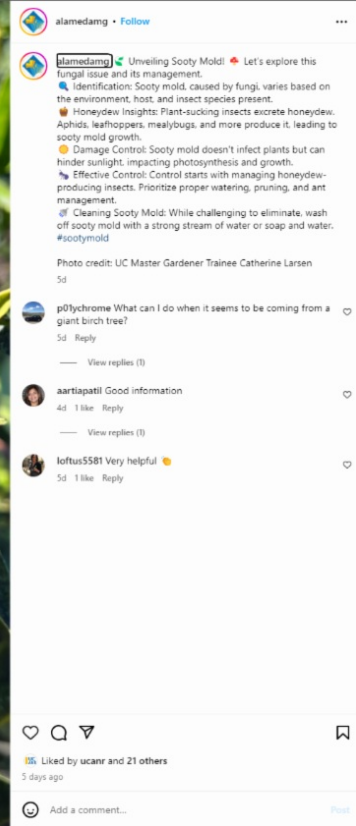 alamedamg • Follow
alamedamg Unveiling Sooty Mold! Let's explore this
fungal issue and its management.
Identification: Sooty mold, caused by fungi, varies based on
the environment, host, and insect species present.
Honeydew Insights: Plant-sucking insects excrete honeydew.
Aphids, leafhoppers, mealybugs, and more produce it, leading to
sooty mold growth.
Damage Control: Sooty mold doesn't infect plants but can
hinder sunlight, impacting photosynthesis and growth.
Effective Control: Control starts with managing honeydew-
producing insects. Prioritize proper watering, pruning, and ant
management.
Cleaning Sooty Mold: While challenging to eliminate, wash
off sooty mold with a strong stream of water or soap and water.
#sootymold
Photo credit: UC Master Gardener Trainee Catherine Larsen
5d
p01ychrome What can I do when it seems to be coming from a
giant birch tree?
5d Reply
View replies (1)
aartiapatil Good information
4d 1 like Reply
View replies (1)
loftus5581 Very helpful
5d 1 like Reply
Liked by ucanr and 21 others
5 days ago
Add a comment...
Post